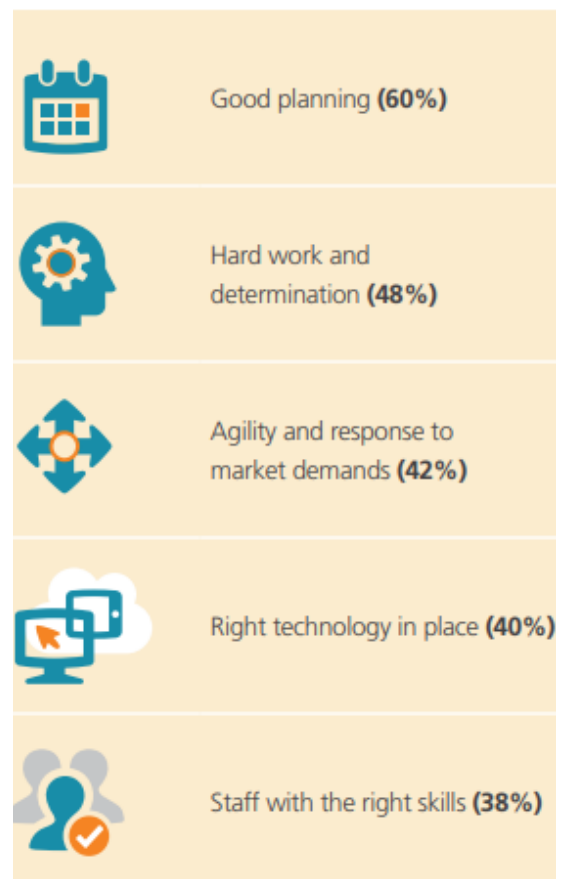 Good planning (60%)
Hard work and
determination (48%)
Agility and response to
market demands (42%)
Right technology in place (40%)
Staff with the right skills (38%)